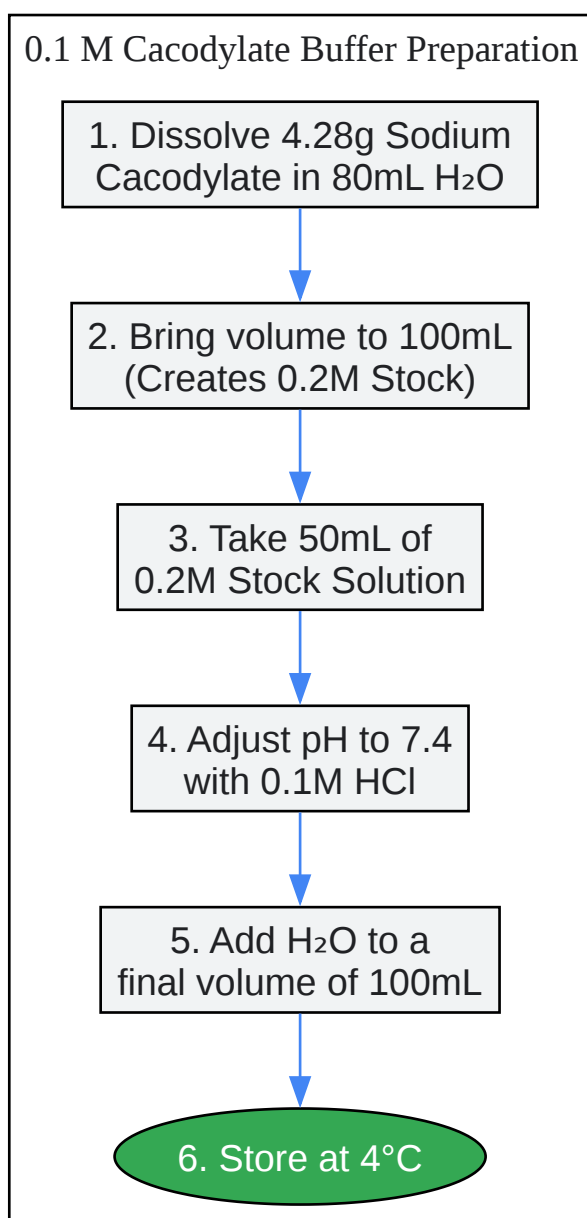 0.1 M Cacodylate Buffer Preparation
1. Dissolve 4.28g Sodium
Cacodylate in 80mL H₂O
2. Bring volume to 100mL
(Creates 0.2M Stock)
3. Take 50mL of
0.2M Stock Solution
4. Adjust pH to 7.4
with 0.1M HCl
5. Add H₂O to a
final volume of 100mL
6. Store at 4°C